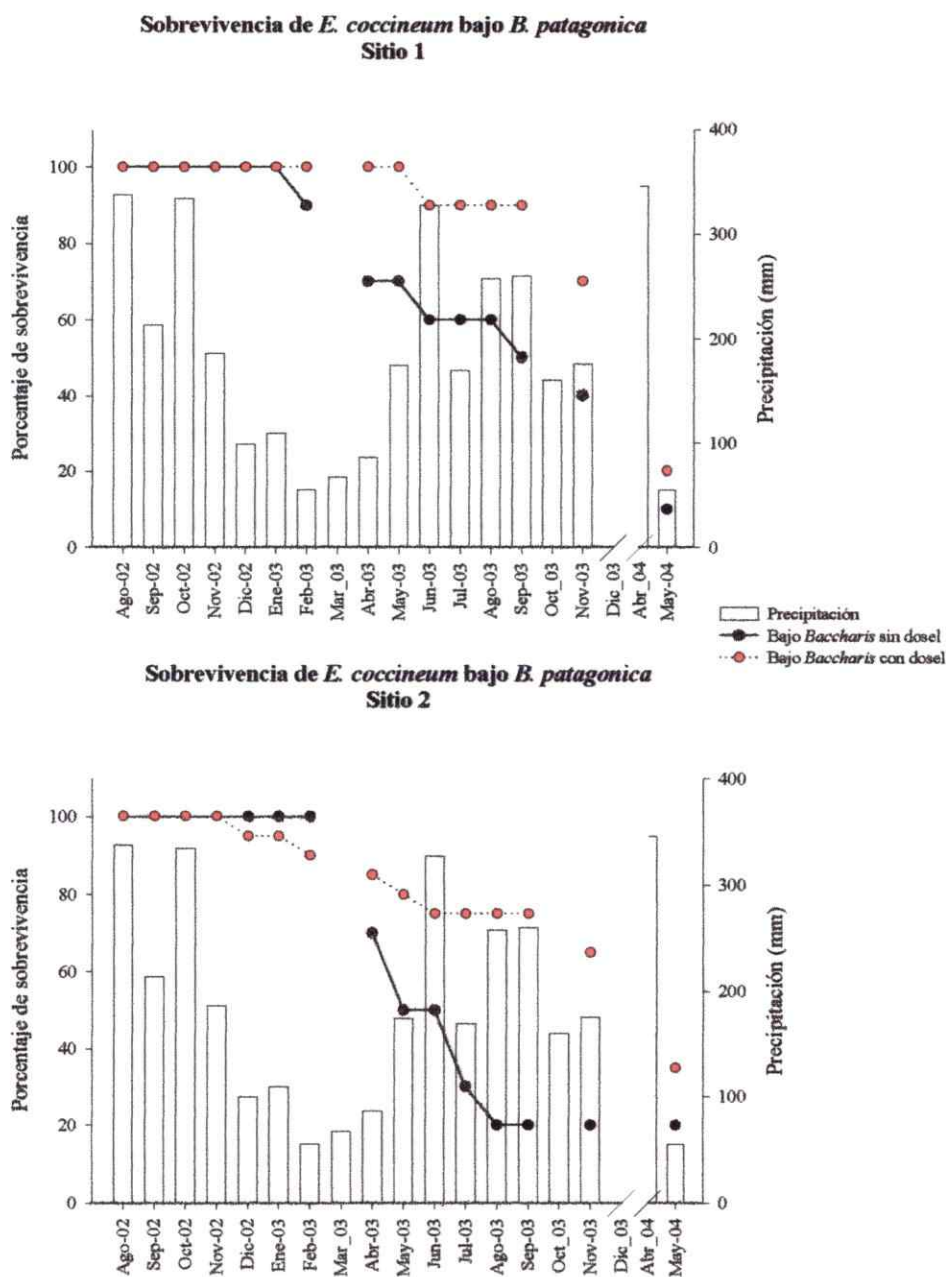 Sobrevivencia de E. coccineum bajo B. patagonica
Sitio 1
Porcentaje de sobrevivencia
100
80
60
40
20
0
400
300
200
100
0
Precipitación (mm)
Ago-02
Sep-02
Oct-02
Nov-02
Dic-02
Ene-03
Feb-03
Mar_03
Abr-03
May-03
Jun-03
Jul-03
Ago-03
Sep-03
Oct_03
Nov-03
Dic_03
Abr_04
May-04
Precipitación
Bajo Baccharis sin dosel
Bajo Baccharis con dosel
Sobrevivencia de E. coccineum bajo B. patagonica
Sitio 2
Porcentaje de sobrevivencia
100
80
60
40
20
0
400
300
200
100
0
Precipitación (mm)
Ago-02
Sep-02
Oct-02
Nov-02
Dic-02
Ene-03
Feb-03
Mar_03
Abr-03
May-03
Jun-03
Jul-03
Ago-03
Sep-03
Oct_03
Nov-03
Dic_03
Abr_04
May-04